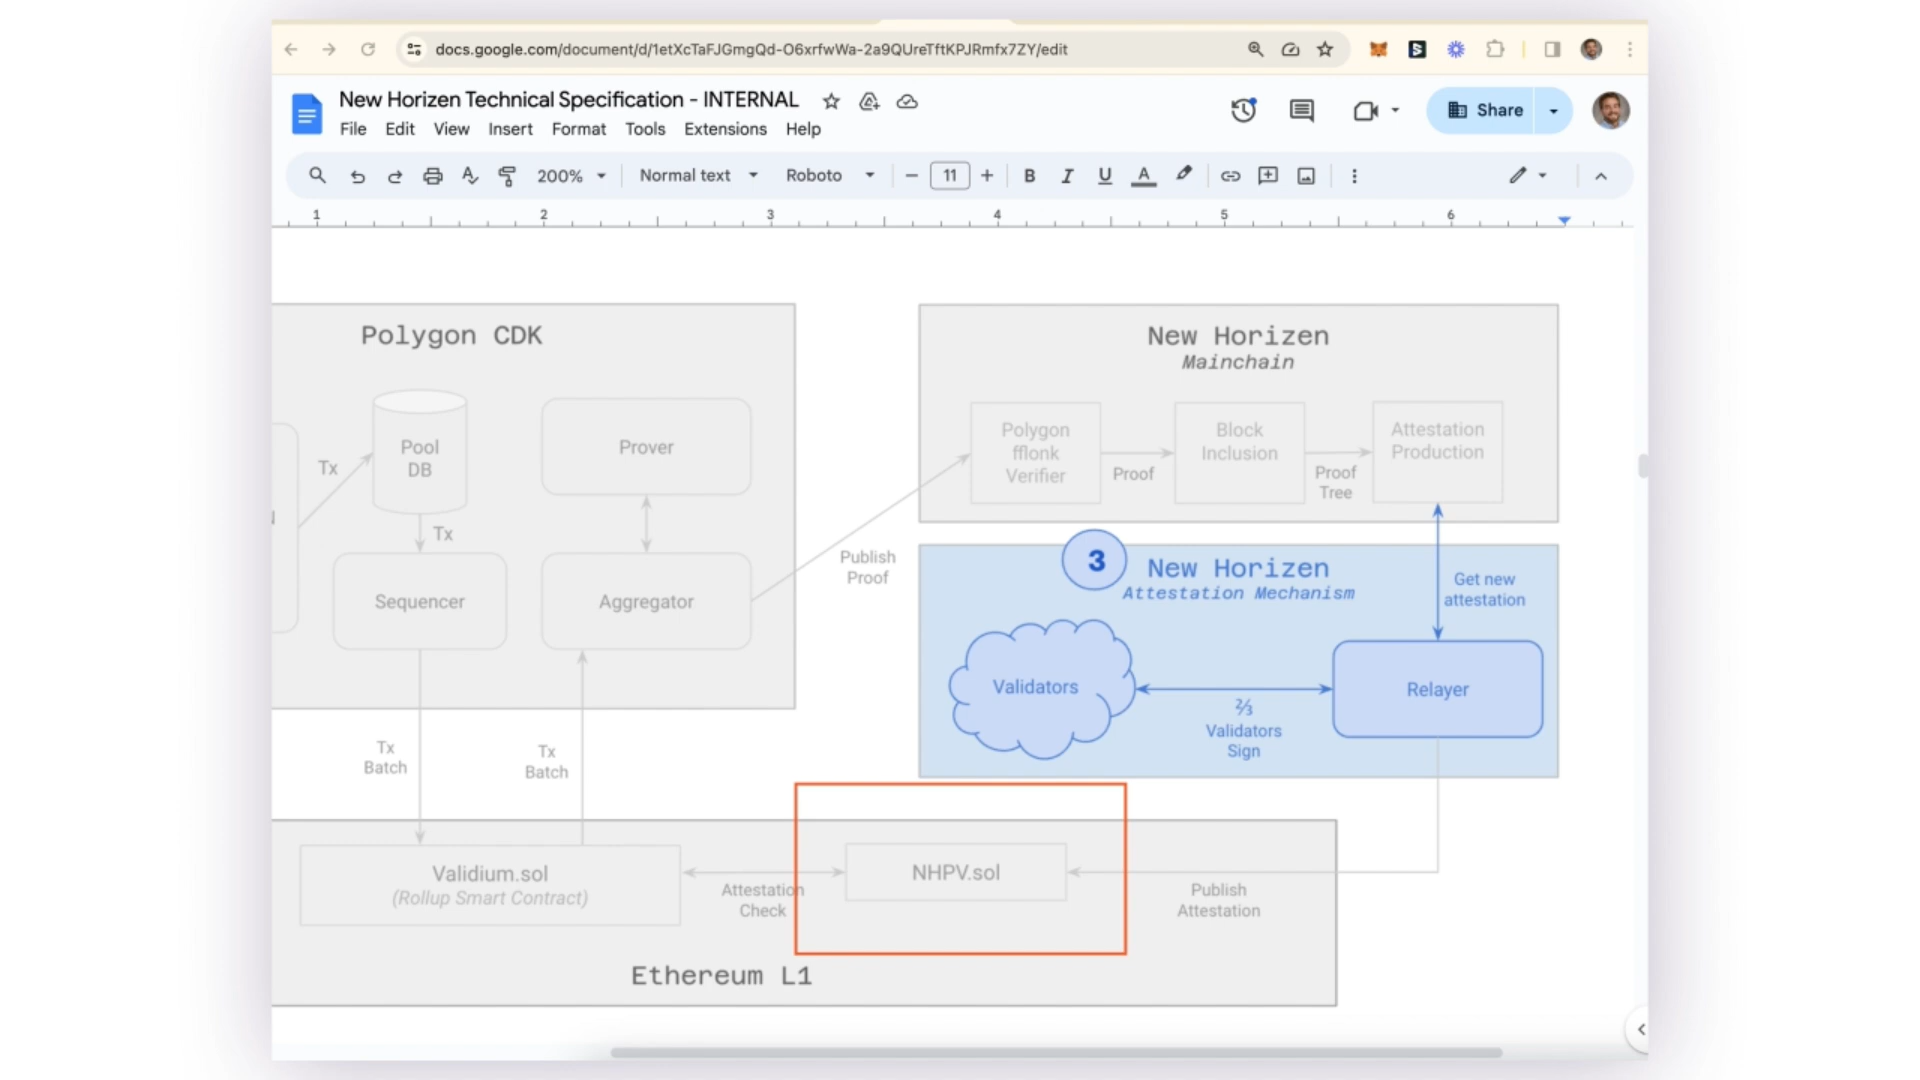 docs.google.com/document/d/1etXcTaFJGmgQd-O6xrfwWa-2a9QUreTftKPJRmfx7ZY/edit
New Horizen Technical Specification - INTERNAL
File Edit View Insert Format Tools Extensions Help
Share
200% Normal text Roboto 11 B I U A
1 2 3 4 5 6
Polygon CDK
Pool
DB
Prover
Tx
Tx
Sequencer
Aggregator
Publish
Proof
Tx
Batch
Tx
Batch
New Horizen
Mainchain
Polygon
fflonk
Verifier
Proof
Block
Inclusion
Proof
Tree
Attestation
Production
3
New Horizen
Attestation Mechanism
Get new
attestation
Validators
⅔
Validators
Sign
Relayer
Validium.sol
(Rollup Smart Contract)
Attestation
Check
NHPV.sol
Publish
Attestation
Ethereum L1